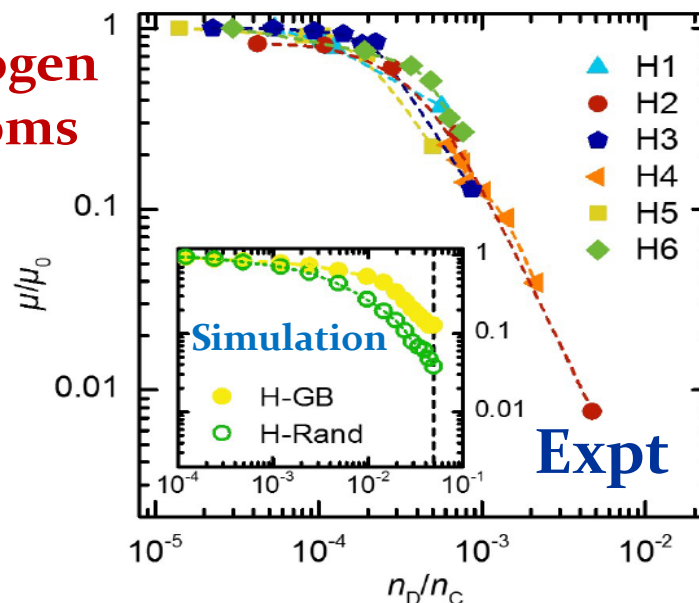 ogen
oms
1
0.1
0.01
μ/μ₀
10⁻⁵
10⁻⁴
10⁻³
10⁻²
n_D/n_C
H1
H2
H3
H4
H5
H6
Expt
Simulation
H-GB
H-Rand
1
0.1
0.01
10⁻⁴
10⁻³
10⁻²
10⁻¹